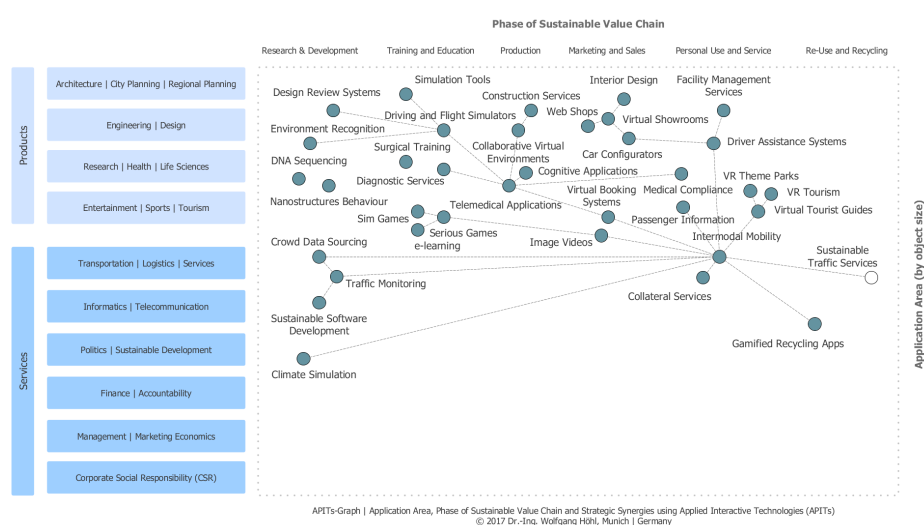 Phase of Sustainable Value Chain
Research & Development
Training and Education
Production
Marketing and Sales
Personal Use and Service
Re-Use and Recycling
Products
Architecture | City Planning | Regional Planning
Engineering | Design
Research | Health | Life Sciences
Entertainment | Sports | Tourism
Services
Transportation | Logistics | Services
Informatics | Telecommunication
Politics | Sustainable Development
Finance | Accountability
Management | Marketing Economics
Corporate Social Responsibility (CSR)
Simulation Tools
Interior Design
Facility Management
Services
Design Review Systems
Construction Services
Driving and Flight Simulators
Web Shops
Virtual Showrooms
Environment Recognition
Surgical Training
Collaborative Virtual
Environments
Car Configurators
Driver Assistance Systems
DNA Sequencing
Diagnostic Services
Cognitive Applications
VR Theme Parks
Nanostructures Behaviour
Telemedical Applications
Virtual Booking
Systems
Medical Compliance
VR Tourism
Sim Games
Serious Games
e-learning
Passenger Information
Virtual Tourist Guides
Crowd Data Sourcing
Image Videos
Intermodal Mobility
Sustainable
Traffic Services
Traffic Monitoring
Collateral Services
Sustainable Software
Development
Gamified Recycling Apps
Climate Simulation
Application Area (by object size)
APITs-Graph | Application Area, Phase of Sustainable Value Chain and Strategic Synergies using Applied Interactive Technologies (APITs)
© 2017 Dr.-Ing. Wolfgang Höhl, Munich | Germany